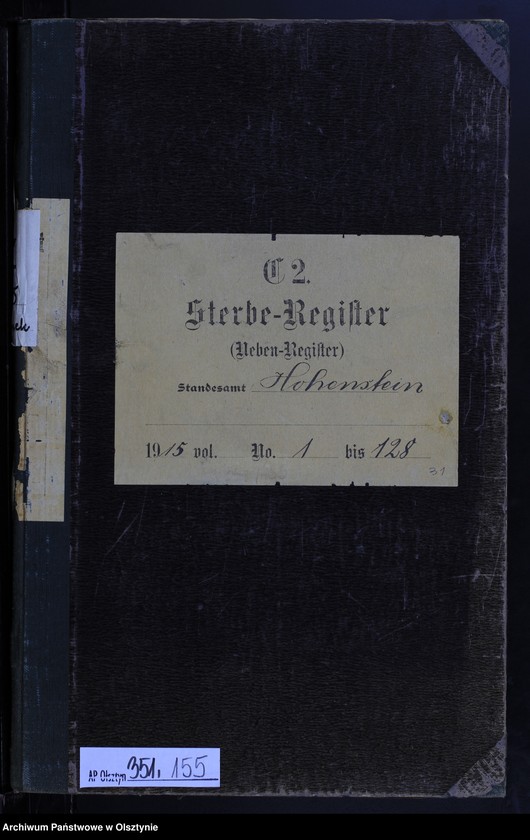 C 2.
Sterbe-Register
(Neben-Register)
Standesamt Hohenstein
1915 vol. No. 1 bis 128
31
AP Olsztyn 351. 155
Archiwum Państwowe w Olsztynie